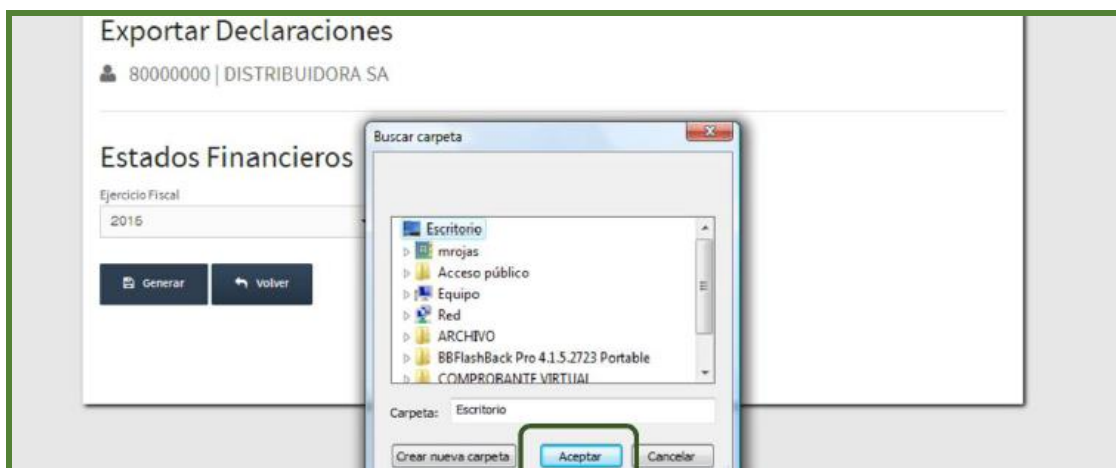 Exportar Declaraciones
80000000 | DISTRIBUIDORA SA
Estados Financieros
Ejercicio Fiscal
2016
Generar
Volver
Buscar carpeta
Escritorio
mrojas
Acceso público
Equipo
Red
ARCHIVO
BBFlashBack Pro 4.1.5.2723 Portable
COMPROBANTE VIRTUAL
Carpeta: Escritorio
Crear nueva carpeta Aceptar Cancelar